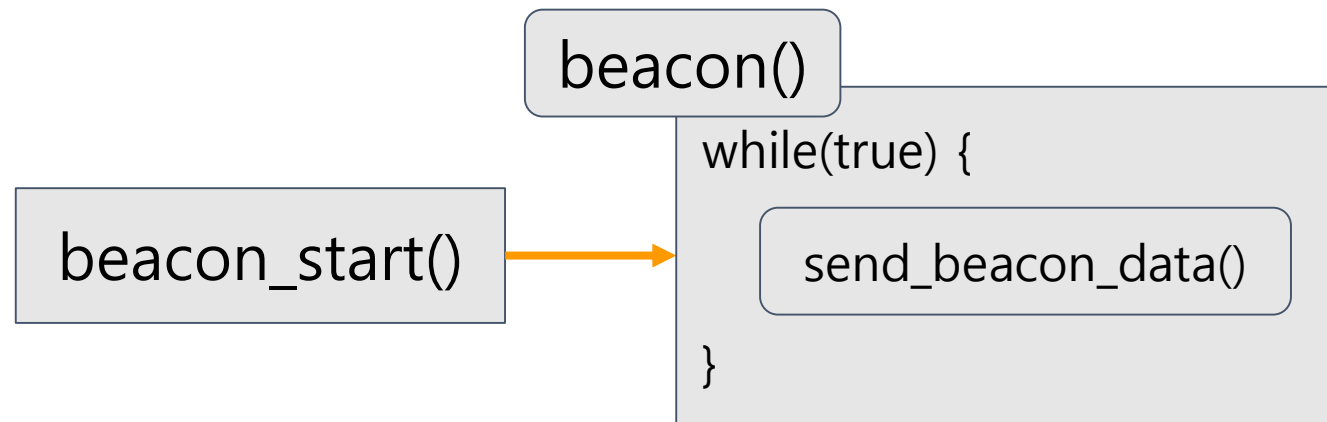 beacon()
while(true) {
beacon_start()
send_beacon_data()
}